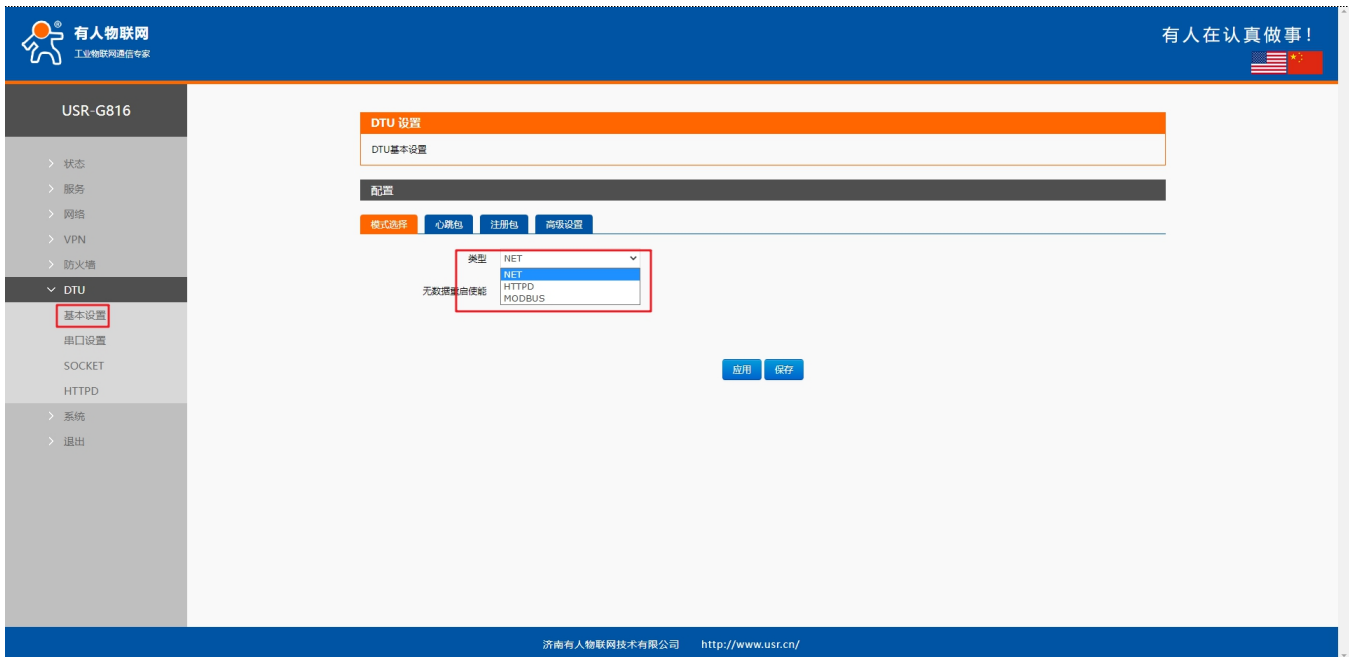 有人物联网
工业物联网通信专家
有人在认真做事!
USR-G816
状态
服务
网络
VPN
防火墙
DTU
基本设置
串口设置
SOCKET
HTTPD
系统
退出
DTU 设置
DTU基本设置
配置
模式选择 心跳包 注册包 高级设置
类型 NET
NET
HTTPD
MODBUS
无数据重启使能
应用 保存
济南有人物联网技术有限公司 http://www.usr.cn/